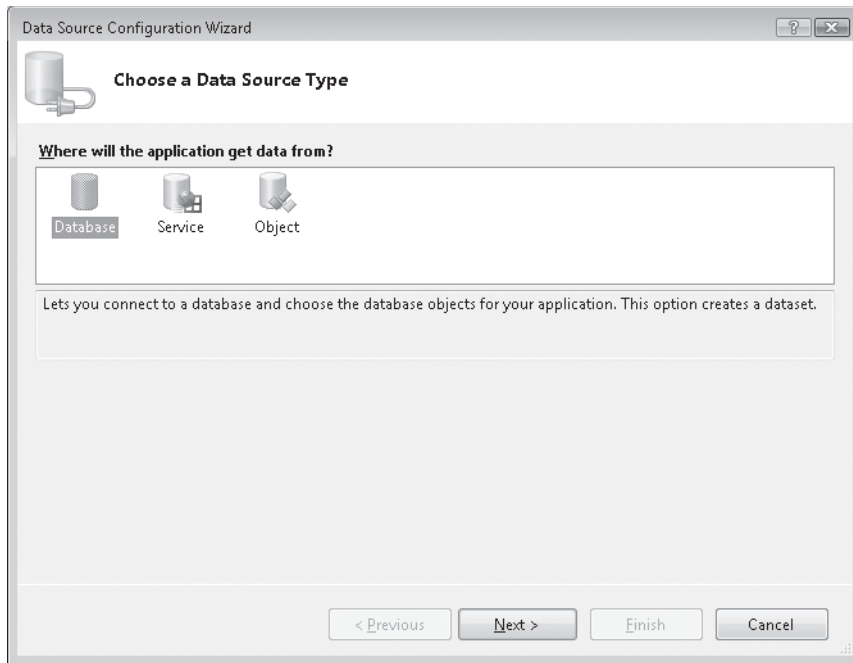 Data Source Configuration Wizard
Choose a Data Source Type
Where will the application get data from?
Database Service Object
Lets you connect to a database and choose the database objects for your application. This option creates a dataset.
< Previous Next > Finish Cancel